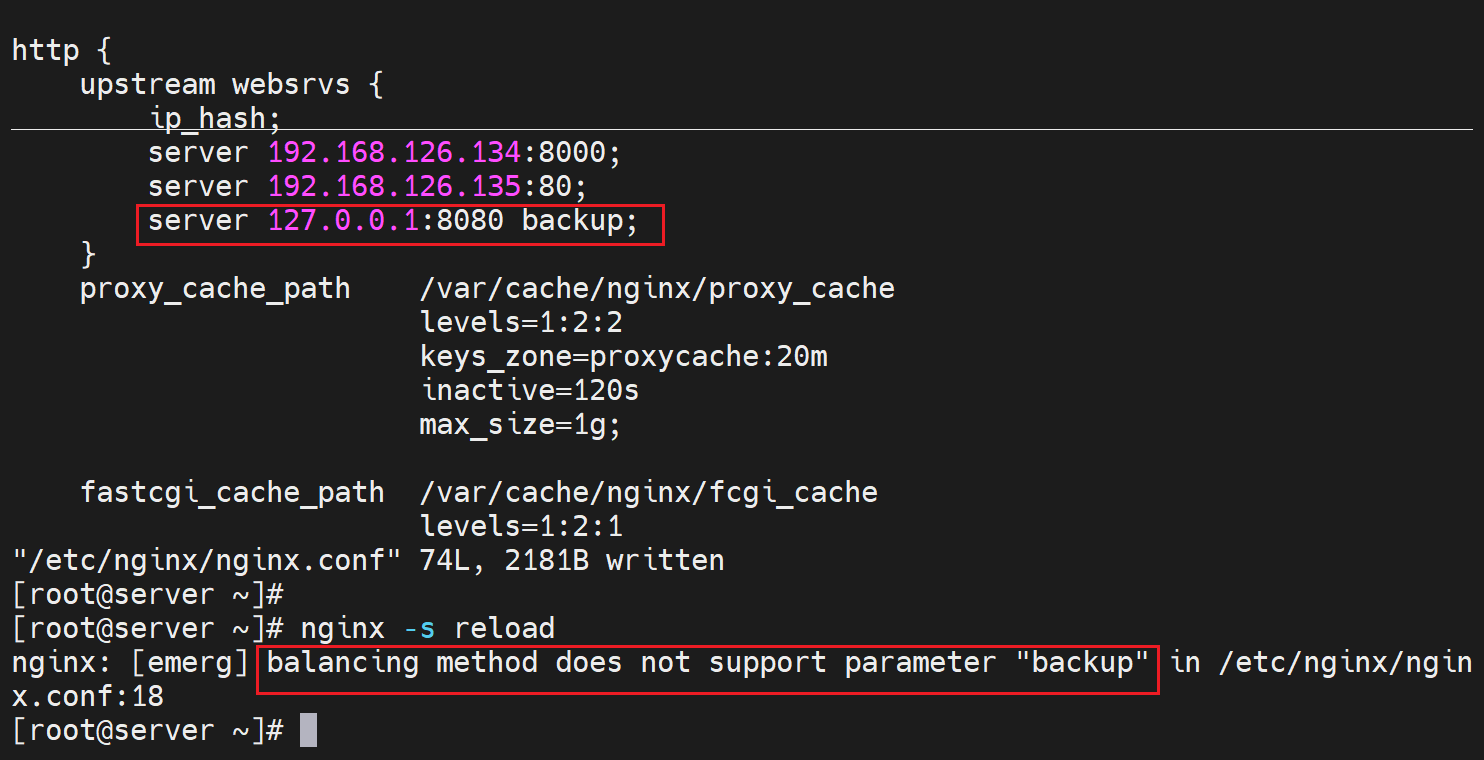 http {
    upstream websrvs {
        ip_hash;
        server 192.168.126.134:8000;
        server 192.168.126.135:80;
        server 127.0.0.1:8080 backup;
    }
    proxy_cache_path    /var/cache/nginx/proxy_cache
                        levels=1:2:2
                        keys_zone=proxycache:20m
                        inactive=120s
                        max_size=1g;

    fastcgi_cache_path  /var/cache/nginx/fcgi_cache
                        levels=1:2:1
"/etc/nginx/nginx.conf" 74L, 2181B written
[root@server ~]#
[root@server ~]# nginx -s reload
nginx: [emerg] balancing method does not support parameter "backup" in /etc/nginx/ngin
x.conf:18
[root@server ~]#